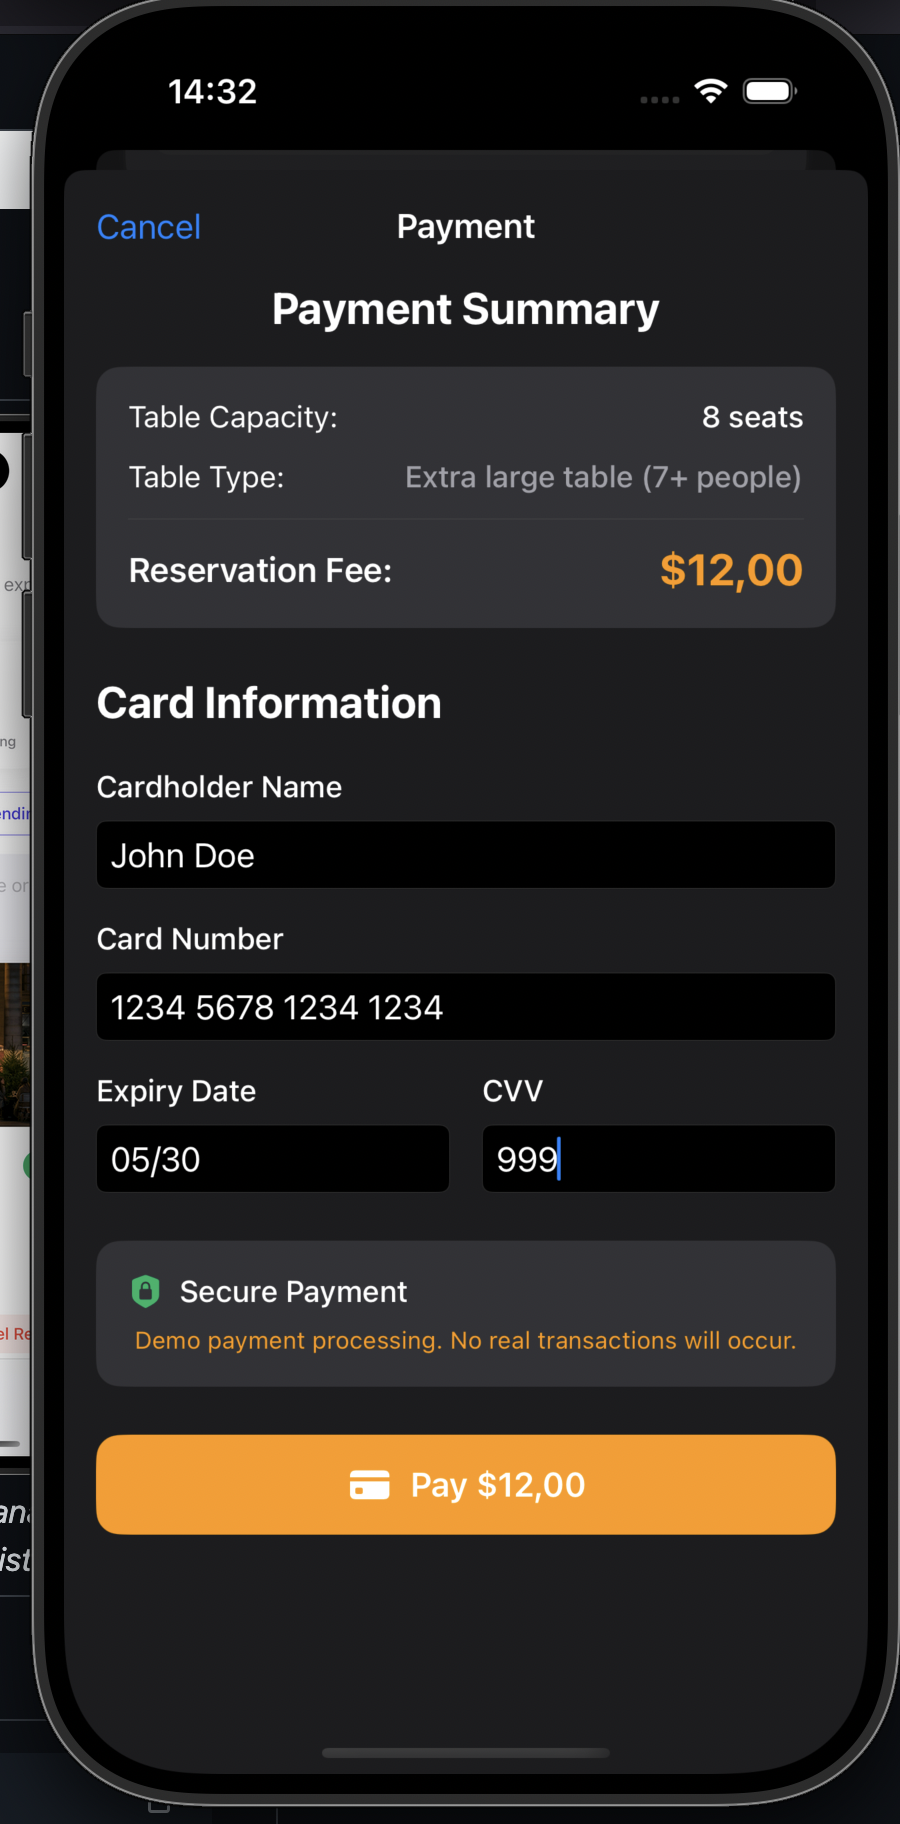 14:32
Cancel
Payment
Payment Summary
Table Capacity: 8 seats
Table Type: Extra large table (7+ people)
Reservation Fee: $12,00
Card Information
Cardholder Name
John Doe
Card Number
1234 5678 1234 1234
Expiry Date CVV
05/30 999
Secure Payment
Demo payment processing. No real transactions will occur.
Pay $12,00